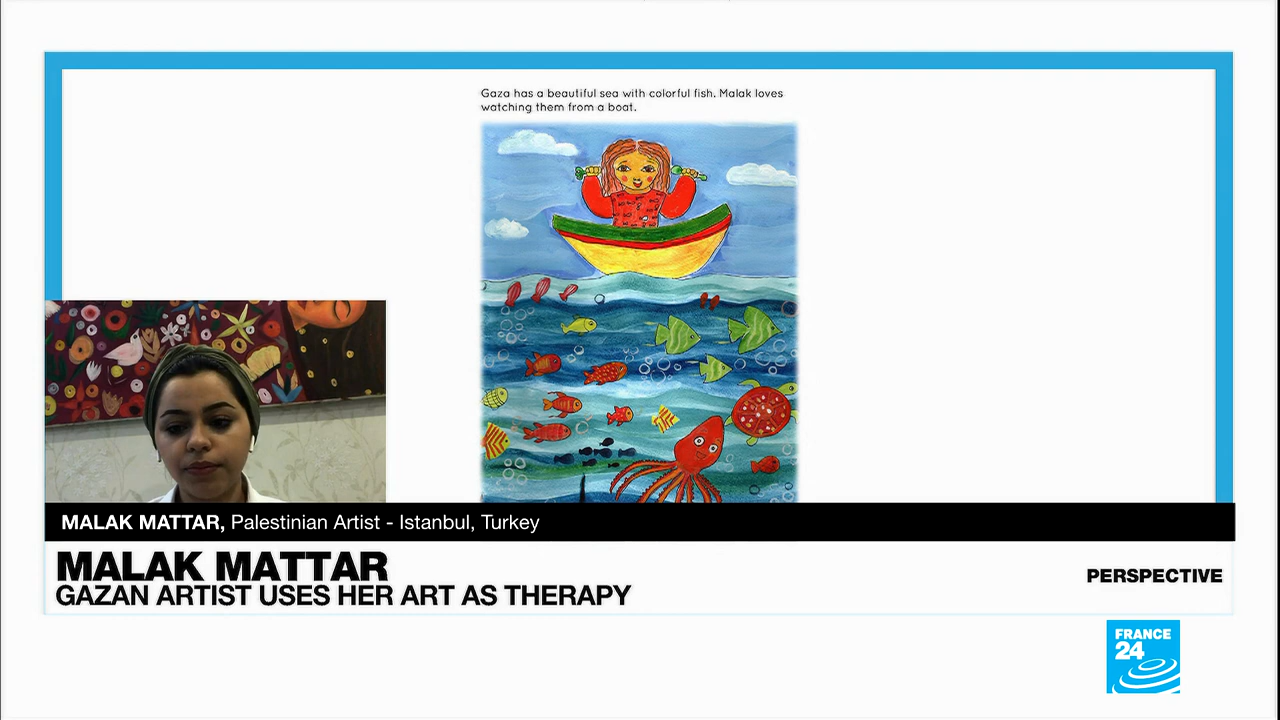 Gaza has a beautiful sea with colorful fish. Malak loves
watching them from a boat.
MALAK MATTAR, Palestinian Artist - Istanbul, Turkey
MALAK MATTAR
GAZAN ARTIST USES HER ART AS THERAPY
PERSPECTIVE
FRANCE
24